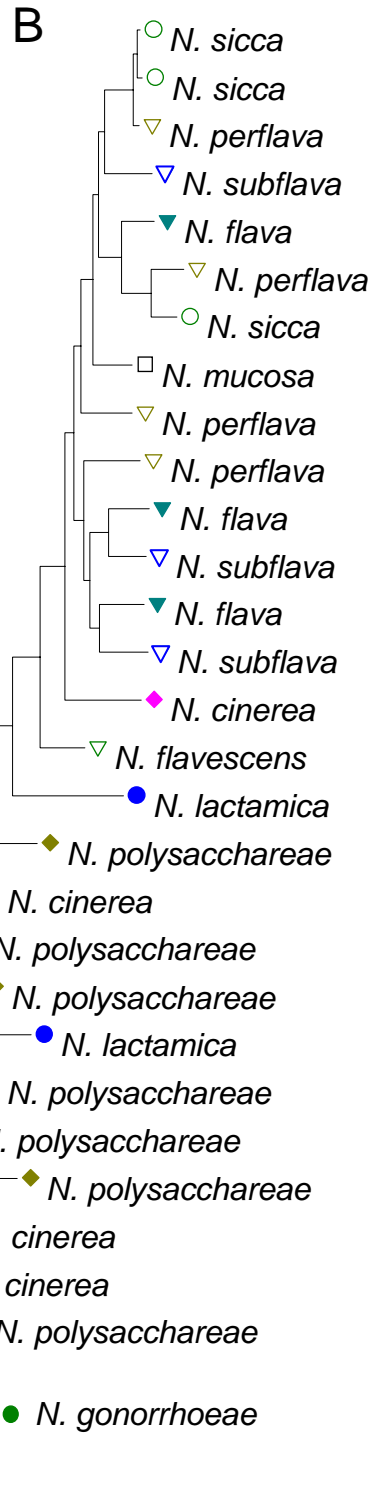 B
N. sicca
N. sicca
N. perflava
N. subflava
N. flava
N. perflava
N. sicca
N. mucosa
N. perflava
N. perflava
N. flava
N. subflava
N. flava
N. subflava
N. cinerea
N. flavescens
N. lactamica
N. polysacchareae
N. cinerea
N. polysacchareae
N. polysacchareae
N. lactamica
N. polysacchareae
. polysacchareae
N. polysacchareae
cinerea
cinerea
N. polysacchareae
N. gonorrhoeae